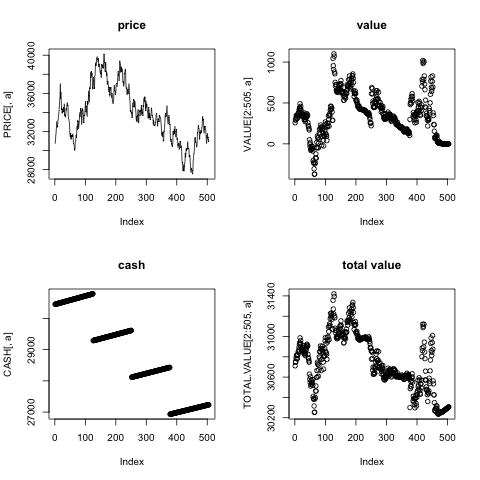 price
PRICE[, a]
28000 32000 36000 40000
0 100 200 300 400 500
Index
value
VALUE[2:505, a]
0 500 1000
0 100 200 300 400 500
Index
cash
CASH[, a]
27000 29000
0 100 200 300 400 500
Index
total value
TOTAL.VALUE[2:505, a]
30200 30600 31000 31400
0 100 200 300 400 500
Index